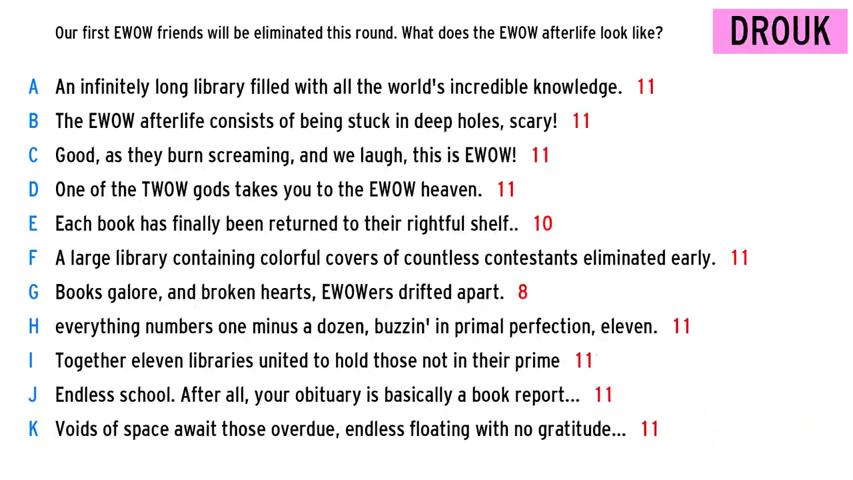 Our first EWOW friends will be eliminated this round. What does the EWOW afterlife look like?
DROUK
A An infinitely long library filled with all the world's incredible knowledge. 11
B The EWOW afterlife consists of being stuck in deep holes, scary! 11
C Good, as they burn screaming, and we laugh, this is EWOW! 11
D One of the TWOW gods takes you to the EWOW heaven. 11
E Each book has finally been returned to their rightful shelf.. 10
F A large library containing colorful covers of countless contestants eliminated early. 11
G Books galore, and broken hearts, EWOWers drifted apart. 8
H everything numbers one minus a dozen, buzzin' in primal perfection, eleven. 11
I Together eleven libraries united to hold those not in their prime 11
J Endless school. After all, your obituary is basically a book report... 11
K Voids of space await those overdue, endless floating with no gratitude... 11